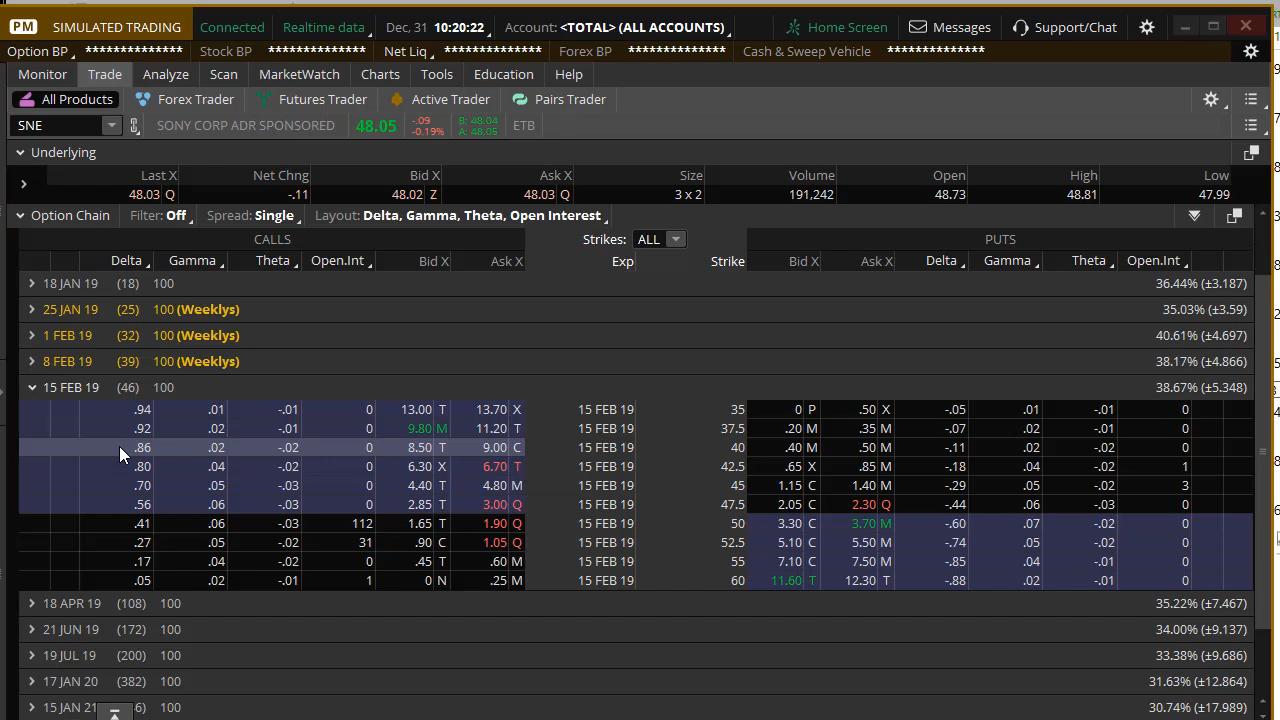 PM SIMULATED TRADING Connected Realtime data Dec. 31 10:20:22 Account: <TOTAL> (ALL ACCOUNTS) Home Screen Messages Support/Chat
Option BP ************** Stock BP ************** Net Liq ************** Forex BP ************** Cash & Sweep Vehicle **************
Monitor Trade Analyze Scan MarketWatch Charts Tools Education Help
All Products Forex Trader Futures Trader Active Trader Pairs Trader
SNE SONY CORP ADR SPONSORED 48.05 -.09 -0.19% B: 48.04 A: 48.05 ETB
Underlying
Last X Net Chng Bid X Ask X Size Volume Open High Low
48.03 Q -.11 48.02 Z 48.03 Q 3 x 2 191,242 48.73 48.81 47.99
Option Chain Filter: Off Spread: Single Layout: Delta, Gamma, Theta, Open Interest
CALLS Strikes: ALL PUTS
Delta Gamma Theta Open.Int Bid X Ask X Exp Strike Bid X Ask X Delta Gamma Theta Open.Int
18 JAN 19 (18) 100 36.44% (±3.187)
25 JAN 19 (25) 100 (Weeklys) 35.03% (±3.59)
1 FEB 19 (32) 100 (Weeklys) 40.61% (±4.697)
8 FEB 19 (39) 100 (Weeklys) 38.17% (±4.866)
15 FEB 19 (46) 100 38.67% (±5.348)
.94 .01 -.01 0 13.00 T 13.70 X 15 FEB 19 35 0 P .50 X -.05 .01 -.01 0
.92 .02 -.01 0 9.80 M 11.20 T 15 FEB 19 37.5 .20 M .35 M -.07 .02 -.01 0
.86 .02 -.02 0 8.50 T 9.00 C 15 FEB 19 40 .40 M .50 M -.11 .02 -.02 0
.80 .04 -.02 0 6.30 X 6.70 T 15 FEB 19 42.5 .65 X .85 M -.18 .04 -.02 1
.70 .05 -.03 0 4.40 T 4.80 M 15 FEB 19 45 1.15 C 1.40 M -.29 .05 -.02 3
.56 .06 -.03 0 2.85 T 3.00 Q 15 FEB 19 47.5 2.05 C 2.30 Q -.44 .06 -.03 0
.41 .06 -.03 112 1.65 T 1.90 Q 15 FEB 19 50 3.30 C 3.70 M -.60 .07 -.02 0
.27 .05 -.02 31 .90 C 1.05 Q 15 FEB 19 52.5 5.10 C 5.50 M -.74 .05 -.02 0
.17 .04 -.02 0 .45 T .60 M 15 FEB 19 55 7.10 C 7.50 M -.85 .04 -.01 0
.05 .02 -.01 1 0 N .25 M 15 FEB 19 60 11.60 T 12.30 T -.88 .02 -.01 0
18 APR 19 (108) 100 35.22% (±7.467)
21 JUN 19 (172) 100 34.00% (±9.137)
19 JUL 19 (200) 100 33.38% (±9.686)
17 JAN 20 (382) 100 31.63% (±12.864)
15 JAN 21 6) 100 30.74% (±17.989)